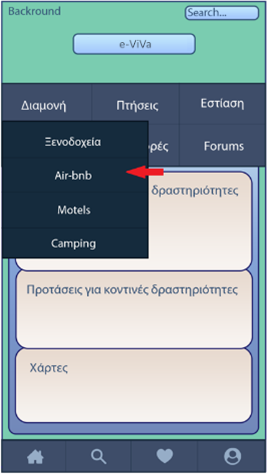 Backround
Search...
e-ViVa
Διαμονή
Πτήσεις
Εστίαση
Ξενοδοχεία
ρές
Forums
Air-bnb
δραστηριότητες
Motels
Camping
Προτάσεις για κοντινές δραστηριότητες
Χάρτες